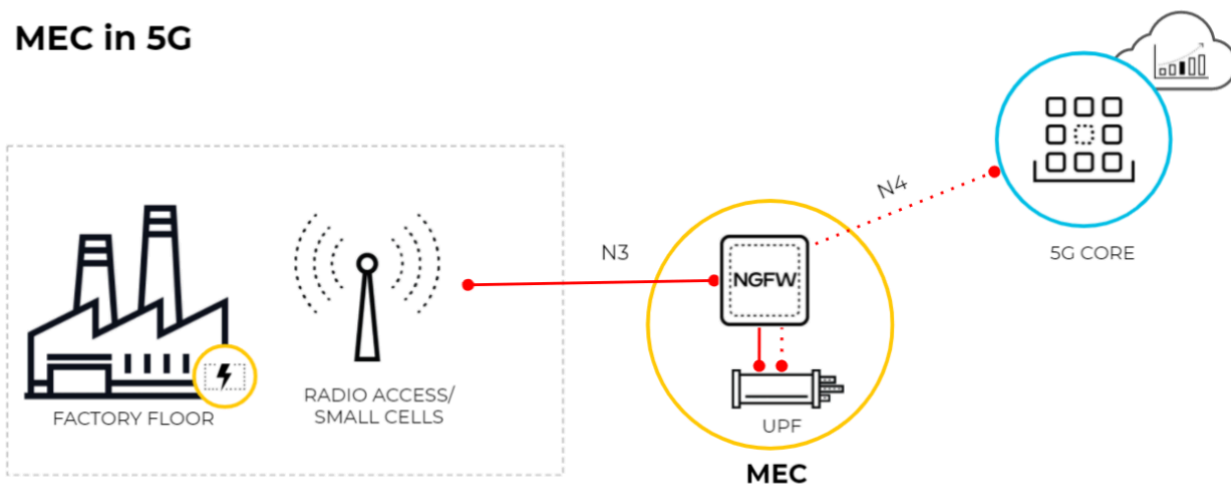 MEC in 5G
N4
5G CORE
N3
NGFW
RADIO ACCESS/
SMALL CELLS
FACTORY FLOOR
UPF
MEC